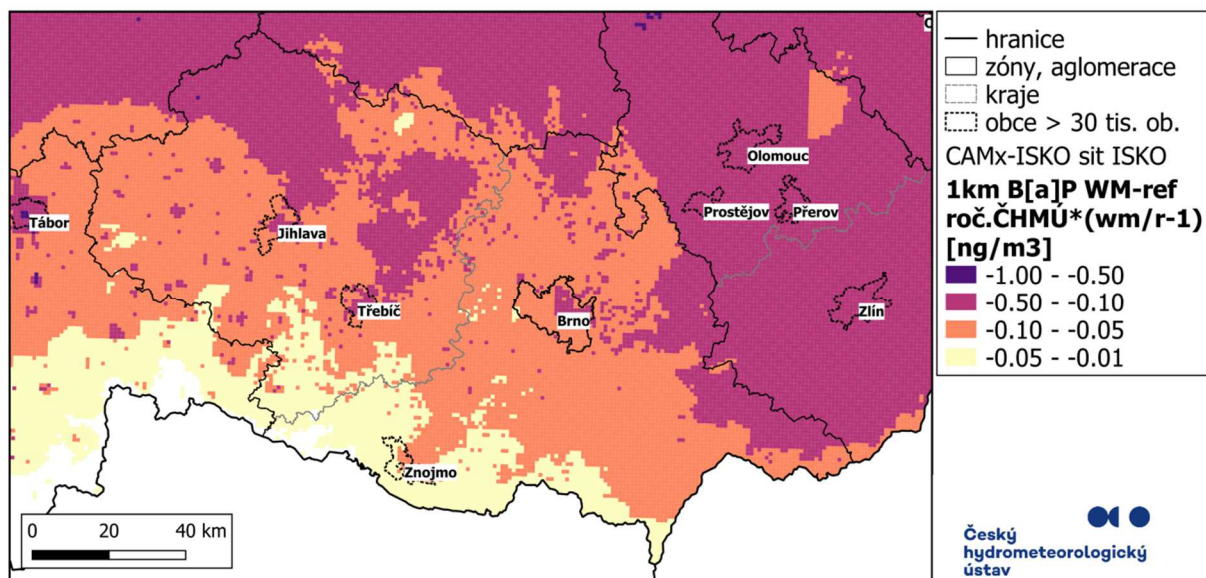 hranice
zóny, aglomerace
kraje
obce > 30 tis. ob.
CAMx-ISKO sit ISKO
1km B[a]P WM-ref
roč.ČHMÚ*(wm/r-1)
[ng/m3]
-1.00 - -0.50
-0.50 - -0.10
-0.10 - -0.05
-0.05 - -0.01
Olomouc
Prostějov
Přerov
Tábor
Jihlava
Třebíč
Brno
Zlín
Znojmo
0 20 40 km
Český
hydrometeorologický
ústav